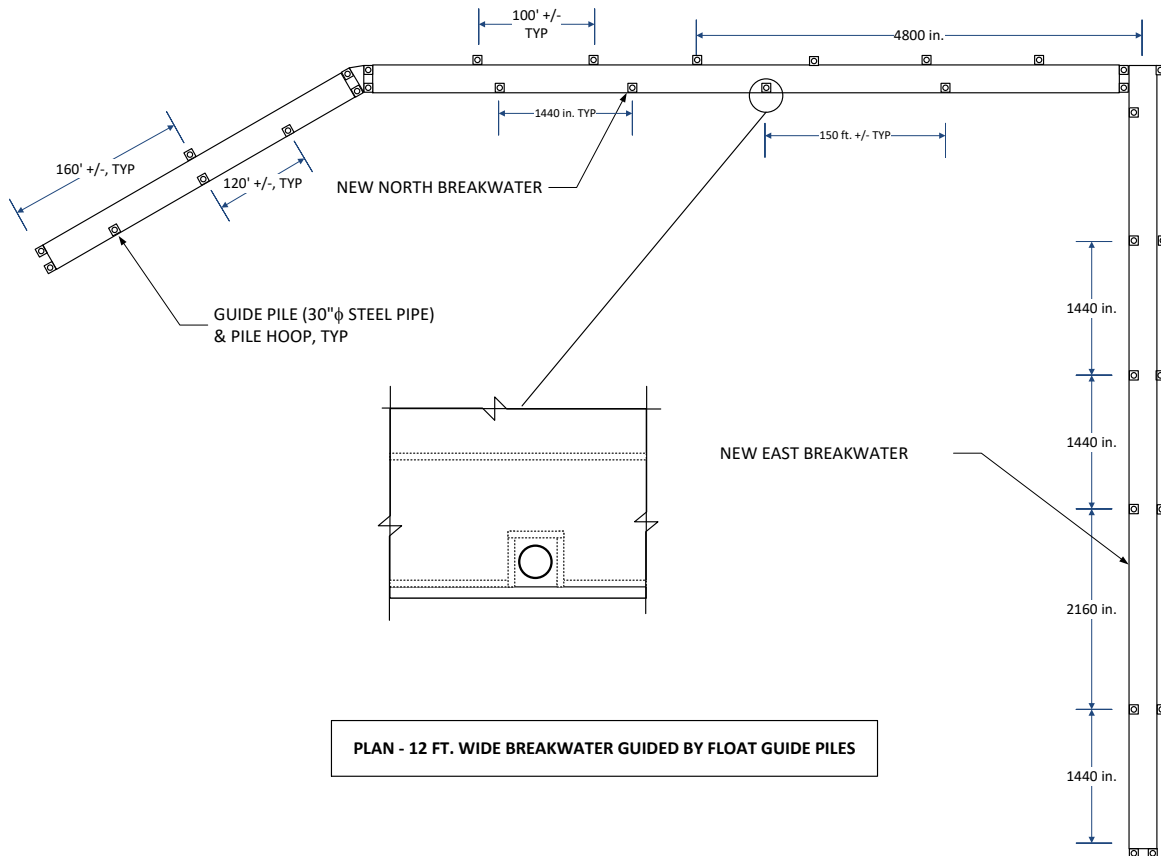 100' +/-
TYP
4800 in.
1440 in. TYP
150 ft. +/- TYP
160' +/-, TYP
120' +/-, TYP
NEW NORTH BREAKWATER
GUIDE PILE (30"ϕ STEEL PIPE)
& PILE HOOP, TYP
1440 in.
1440 in.
NEW EAST BREAKWATER
2160 in.
PLAN - 12 FT. WIDE BREAKWATER GUIDED BY FLOAT GUIDE PILES
1440 in.